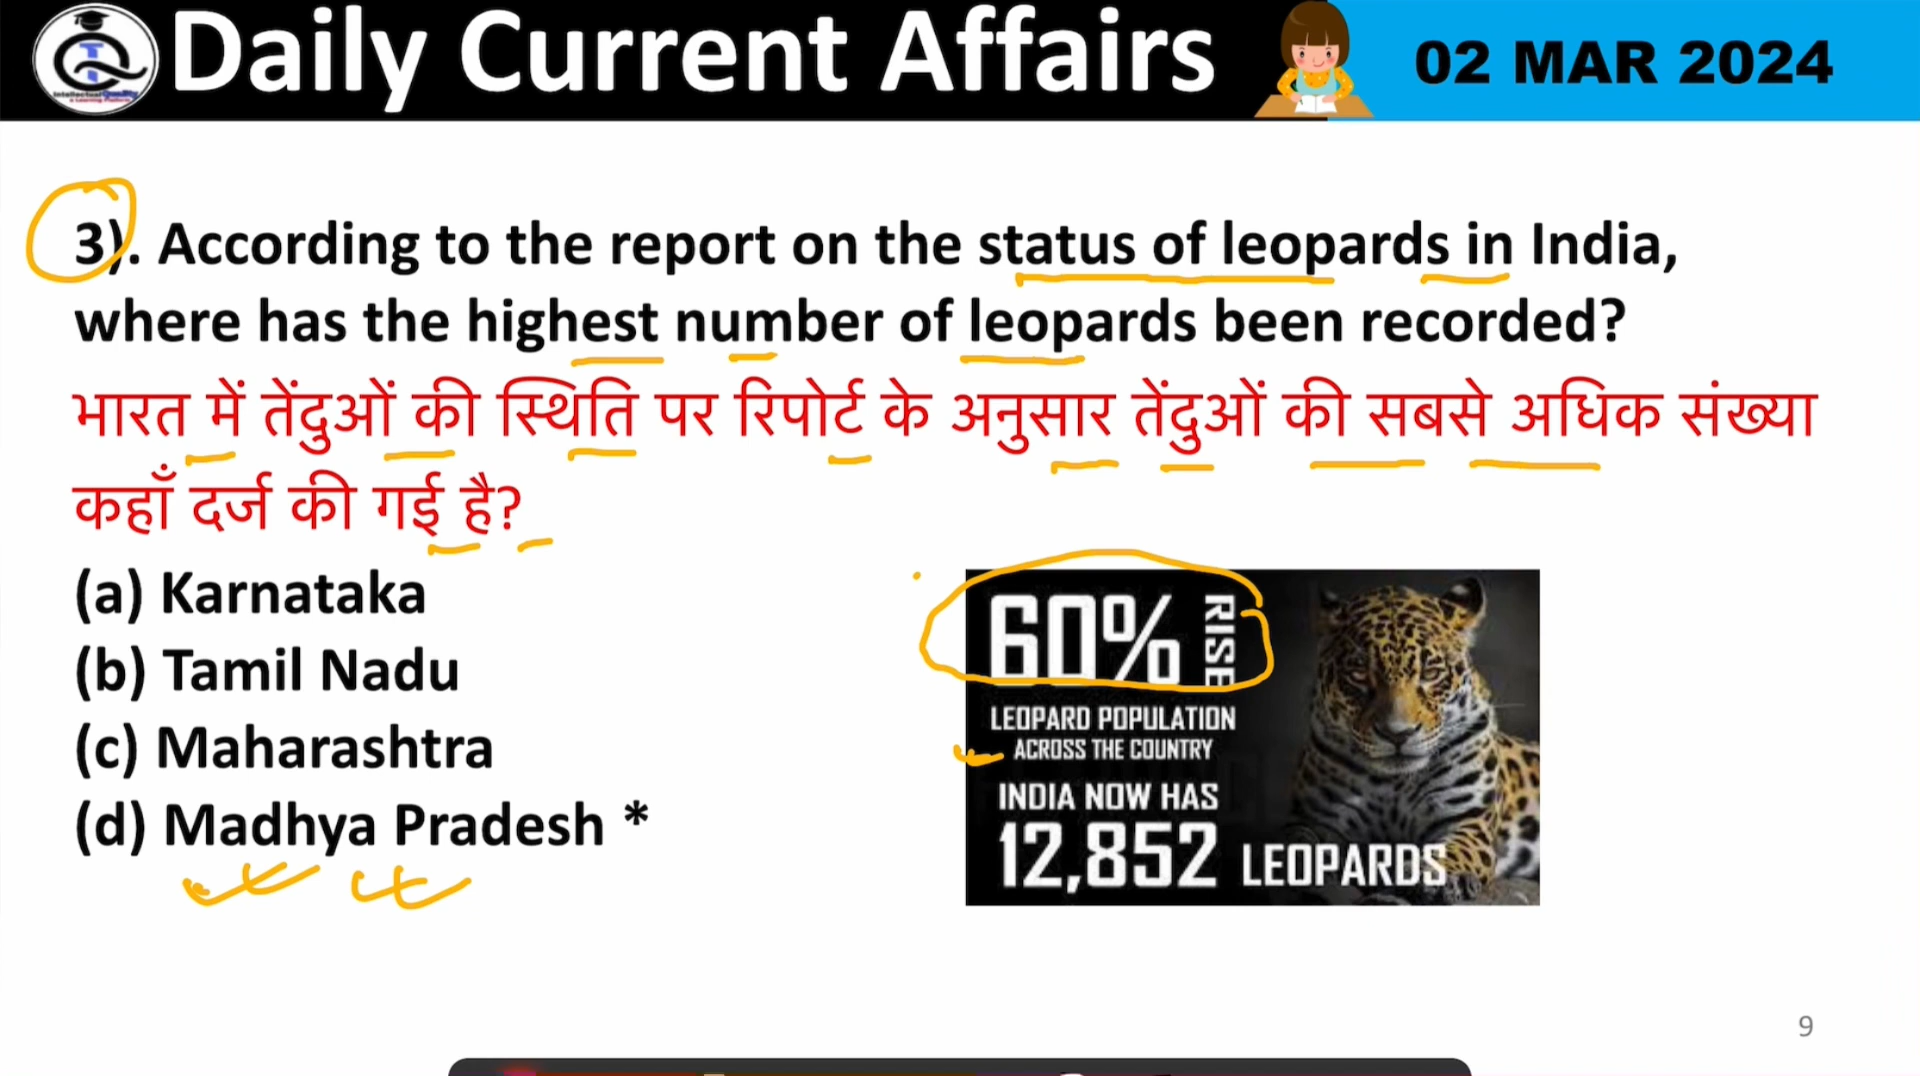 Daily Current Affairs
02 MAR 2024
3). According to the report on the status of leopards in India,
where has the highest number of leopards been recorded?
भारत में तेंदुओं की स्थिति पर रिपोर्ट के अनुसार तेंदुओं की सबसे अधिक संख्या
कहाँ दर्ज की गई है?
(a) Karnataka
(b) Tamil Nadu
(c) Maharashtra
(d) Madhya Pradesh *
60% RISE
LEOPARD POPULATION
ACROSS THE COUNTRY
INDIA NOW HAS
12,852 LEOPARDS
9